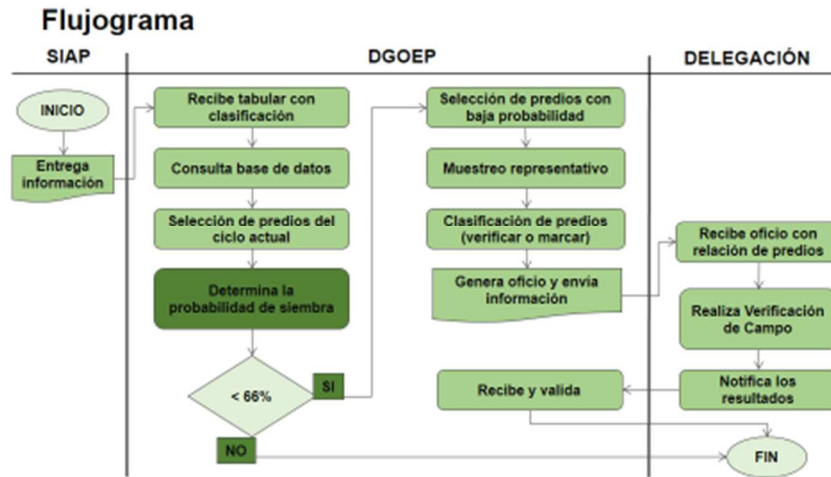 Flujograma
SIAP
DGOEP
DELEGACIÓN
INICIO
Entrega
información
Recibe tabular con
clasificación
Consulta base de datos
Selección de predios del
ciclo actual
Determina la
probabilidad de siembra
< 66%
SI
NO
Selección de predios con
baja probabilidad
Muestreo representativo
Clasificación de predios
(verificar o marcar)
Genera oficio y envía
información
Recibe oficio con
relación de predios
Realiza Verificación
de Campo
Notifica los
resultados
Recibe y valida
FIN